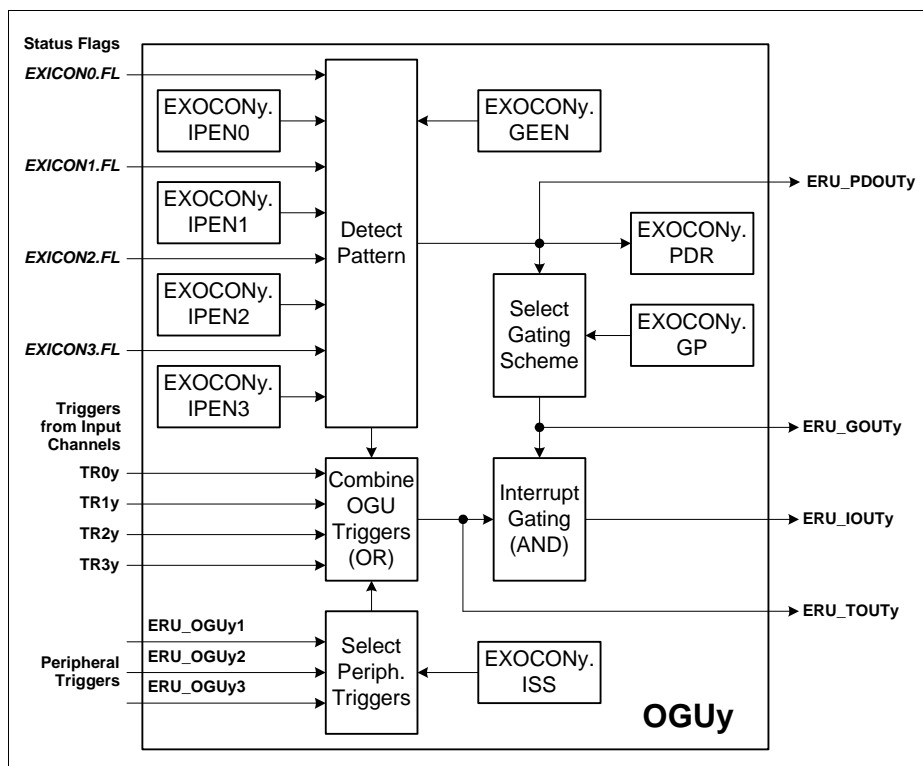 Status Flags
EXICON0.FL
EXOCONy.
IPEN0
EXICON1.FL
EXOCONy.
IPEN1
EXICON2.FL
EXOCONy.
IPEN2
EXICON3.FL
EXOCONy.
IPEN3
Detect
Pattern
EXOCONy.
GEEN
ERU_PDOUTy
EXOCONy.
PDR
Select
Gating
Scheme
EXOCONy.
GP
ERU_GOUTy
Triggers
from Input
Channels
TR0y
TR1y
TR2y
TR3y
Combine
OGU
Triggers
(OR)
Interrupt
Gating
(AND)
ERU_IOUTy
ERU_TOUTy
Peripheral
Triggers
ERU_OGUy1
ERU_OGUy2
ERU_OGUy3
Select
Periph.
Triggers
EXOCONy.
ISS
OGUy